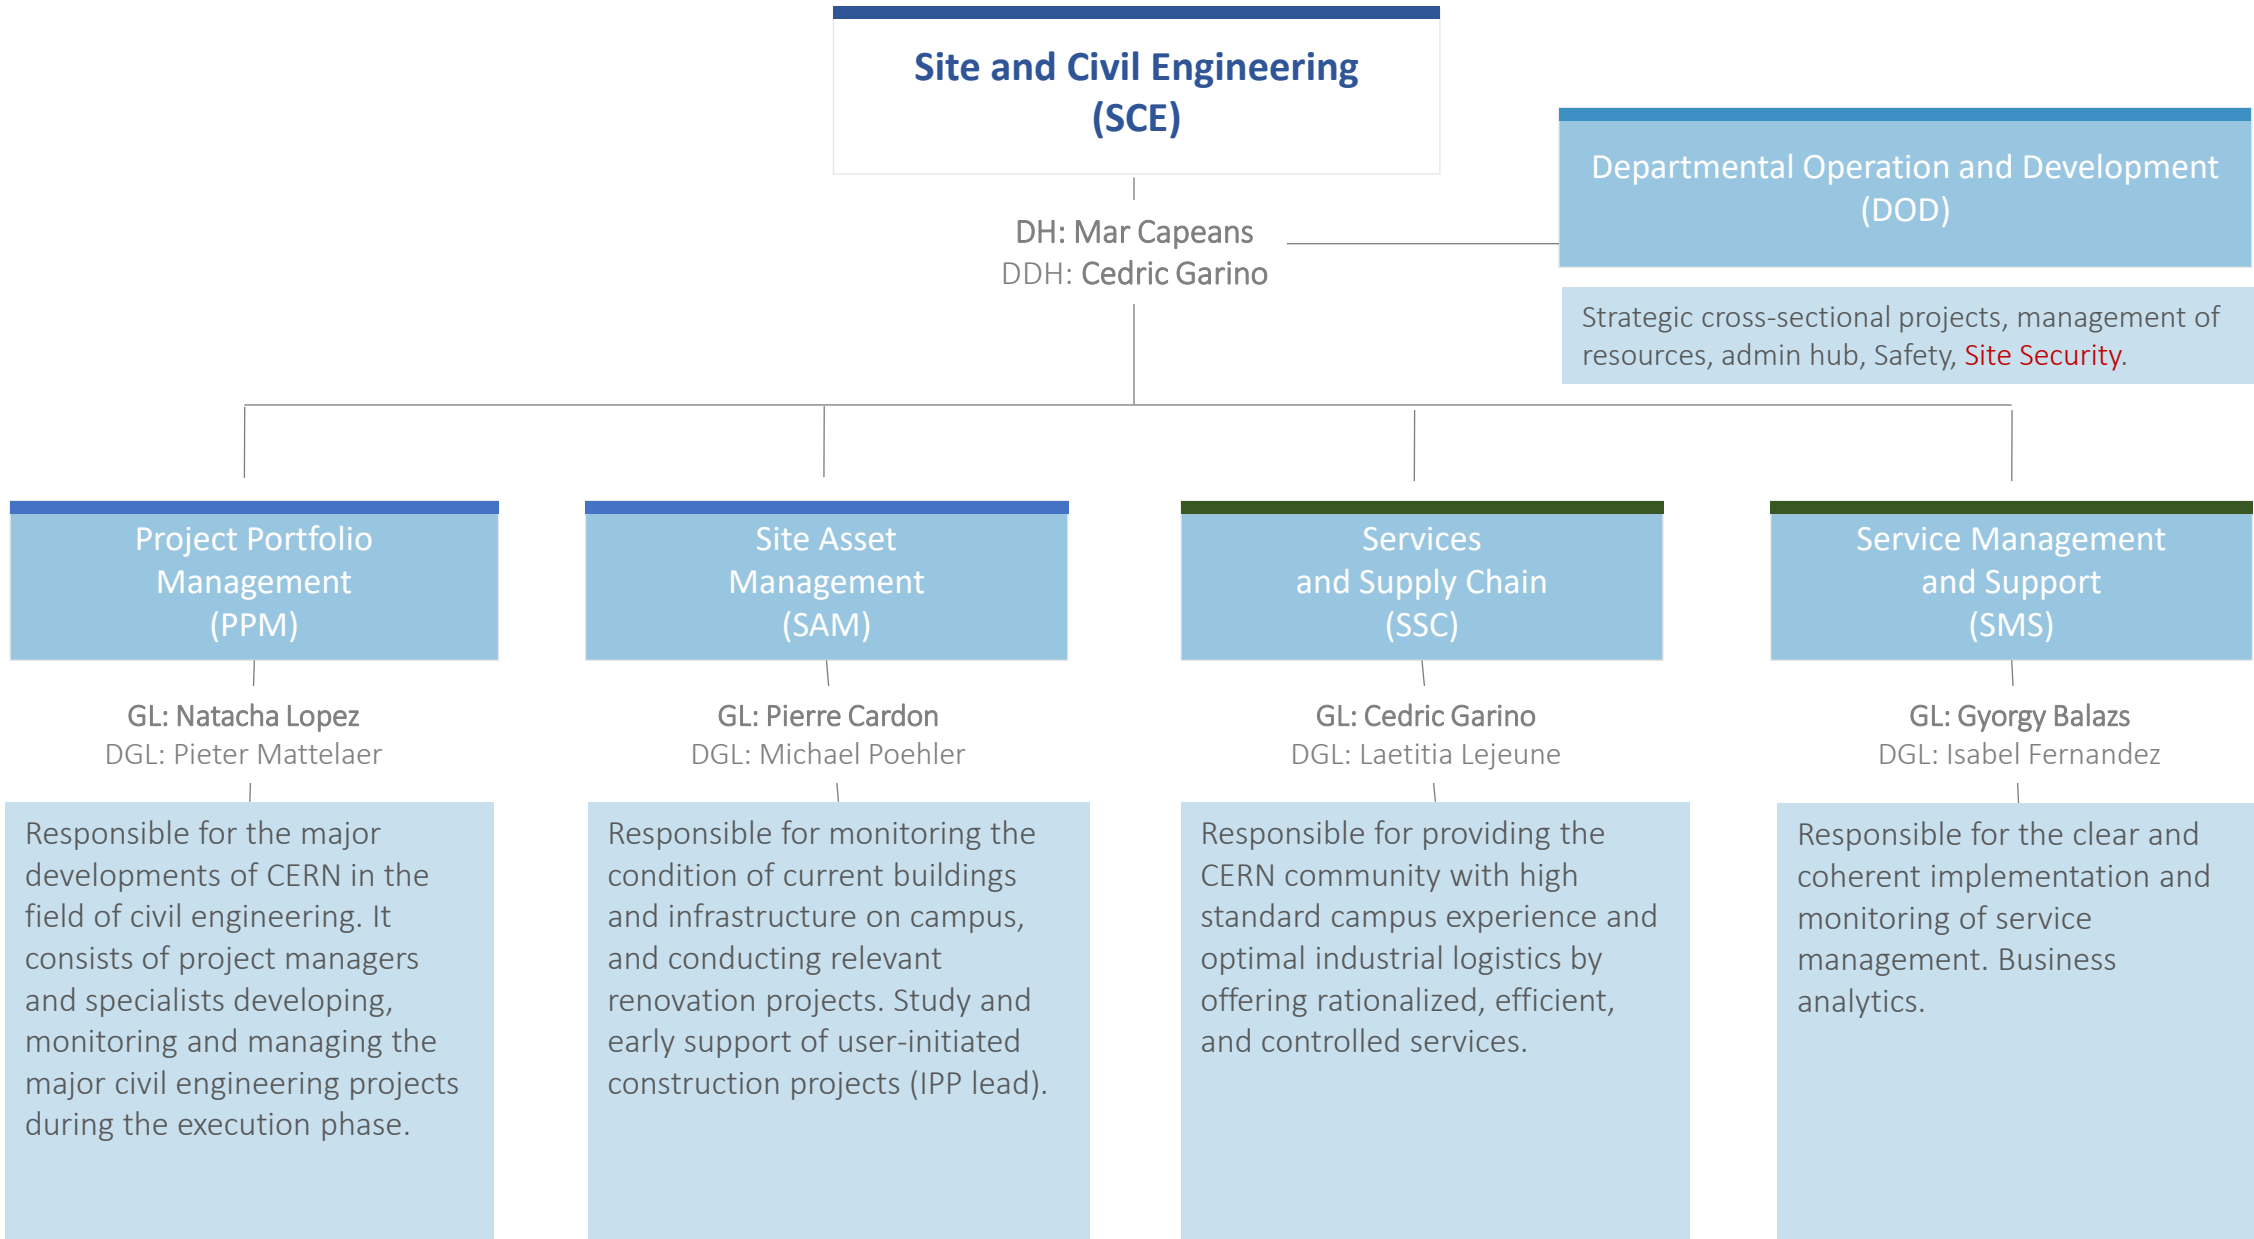 Site and Civil Engineering
(SCE)
Departmental Operation and Development
(DOD)
DH: Mar Capeans
DDH: Cedric Garino
Strategic cross-sectional projects, management of
resources, admin hub, Safety, Site Security.
Project Portfolio
Management
(PPM)
GL: Natacha Lopez
DGL: Pieter Mattelaer
Responsible for the major
developments of CERN in the
field of civil engineering. It
consists of project managers
and specialists developing,
monitoring and managing the
major civil engineering projects
during the execution phase.
Site Asset
Management
(SAM)
GL: Pierre Cardon
DGL: Michael Poehler
Responsible for monitoring the
condition of current buildings
and infrastructure on campus,
and conducting relevant
renovation projects. Study and
early support of user-initiated
construction projects (IPP lead).
Services
and Supply Chain
(SSC)
GL: Cedric Garino
DGL: Laetitia Lejeune
Responsible for providing the
CERN community with high
standard campus experience and
optimal industrial logistics by
offering rationalized, efficient,
and controlled services.
Service Management
and Support
(SMS)
GL: Gyorgy Balazs
DGL: Isabel Fernandez
Responsible for the clear and
coherent implementation and
monitoring of service
management. Business
analytics.